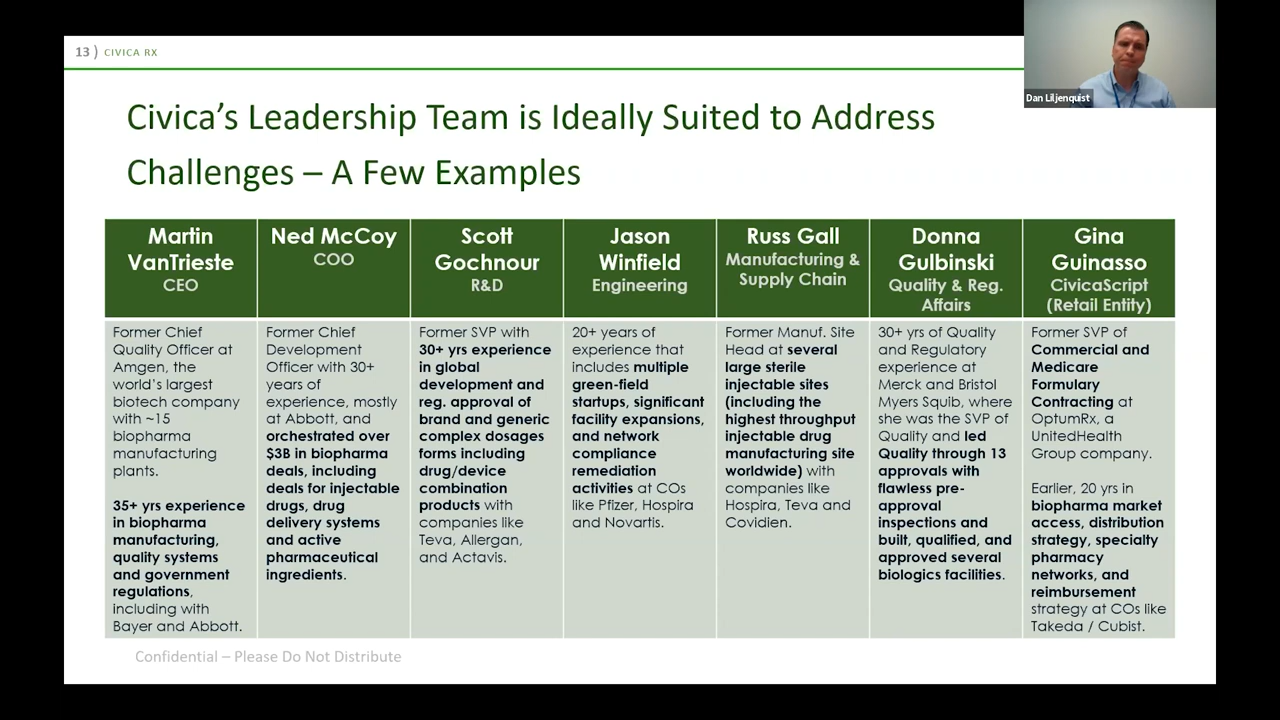 13 ) CIVICA RX
Dan Liljenquist
Civica's Leadership Team is Ideally Suited to Address
Challenges – A Few Examples
Martin
VanTrieste
CEO
Ned McCoy
COO
Scott
Gochnour
R&D
Jason
Winfield
Engineering
Russ Gall
Manufacturing &
Supply Chain
Donna
Gulbinski
Quality & Reg.
Affairs
Gina
Guinasso
CivicaScript
(Retail Entity)
Former Chief
Quality Officer at
Amgen, the
world's largest
biotech company
with ~15
biopharma
manufacturing
plants.
35+ yrs experience
in biopharma
manufacturing,
quality systems
and government
regulations,
including with
Bayer and Abbott.
Former Chief
Development
Officer with 30+
years of
experience, mostly
at Abbott, and
orchestrated over
$3B in biopharma
deals, including
deals for injectable
drugs, drug
delivery systems
and active
pharmaceutical
ingredients.
Former SVP with
30+ yrs experience
in global
development and
reg. approval of
brand and generic
complex dosages
forms including
drug/device
combination
products with
companies like
Teva, Allergan,
and Actavis.
20+ years of
experience that
includes multiple
green-field
startups, significant
facility expansions,
and network
compliance
remediation
activities at COs
like Pfizer, Hospira
and Novartis.
Former Manuf. Site
Head at several
large sterile
injectable sites
(including the
highest throughput
injectable drug
manufacturing site
worldwide) with
companies like
Hospira, Teva and
Covidien.
30+ yrs of Quality
and Regulatory
experience at
Merck and Bristol
Myers Squib, where
she was the SVP of
Quality and led
Quality through 13
approvals with
flawless pre-
approval
inspections and
built, qualified, and
approved several
biologics facilities.
Former SVP of
Commercial and
Medicare
Formulary
Contracting at
OptumRx, a
UnitedHealth
Group company.
Earlier, 20 yrs in
biopharma market
access, distribution
strategy, specialty
pharmacy
networks, and
reimbursement
strategy at COs like
Takeda / Cubist.
Confidential – Please Do Not Distribute